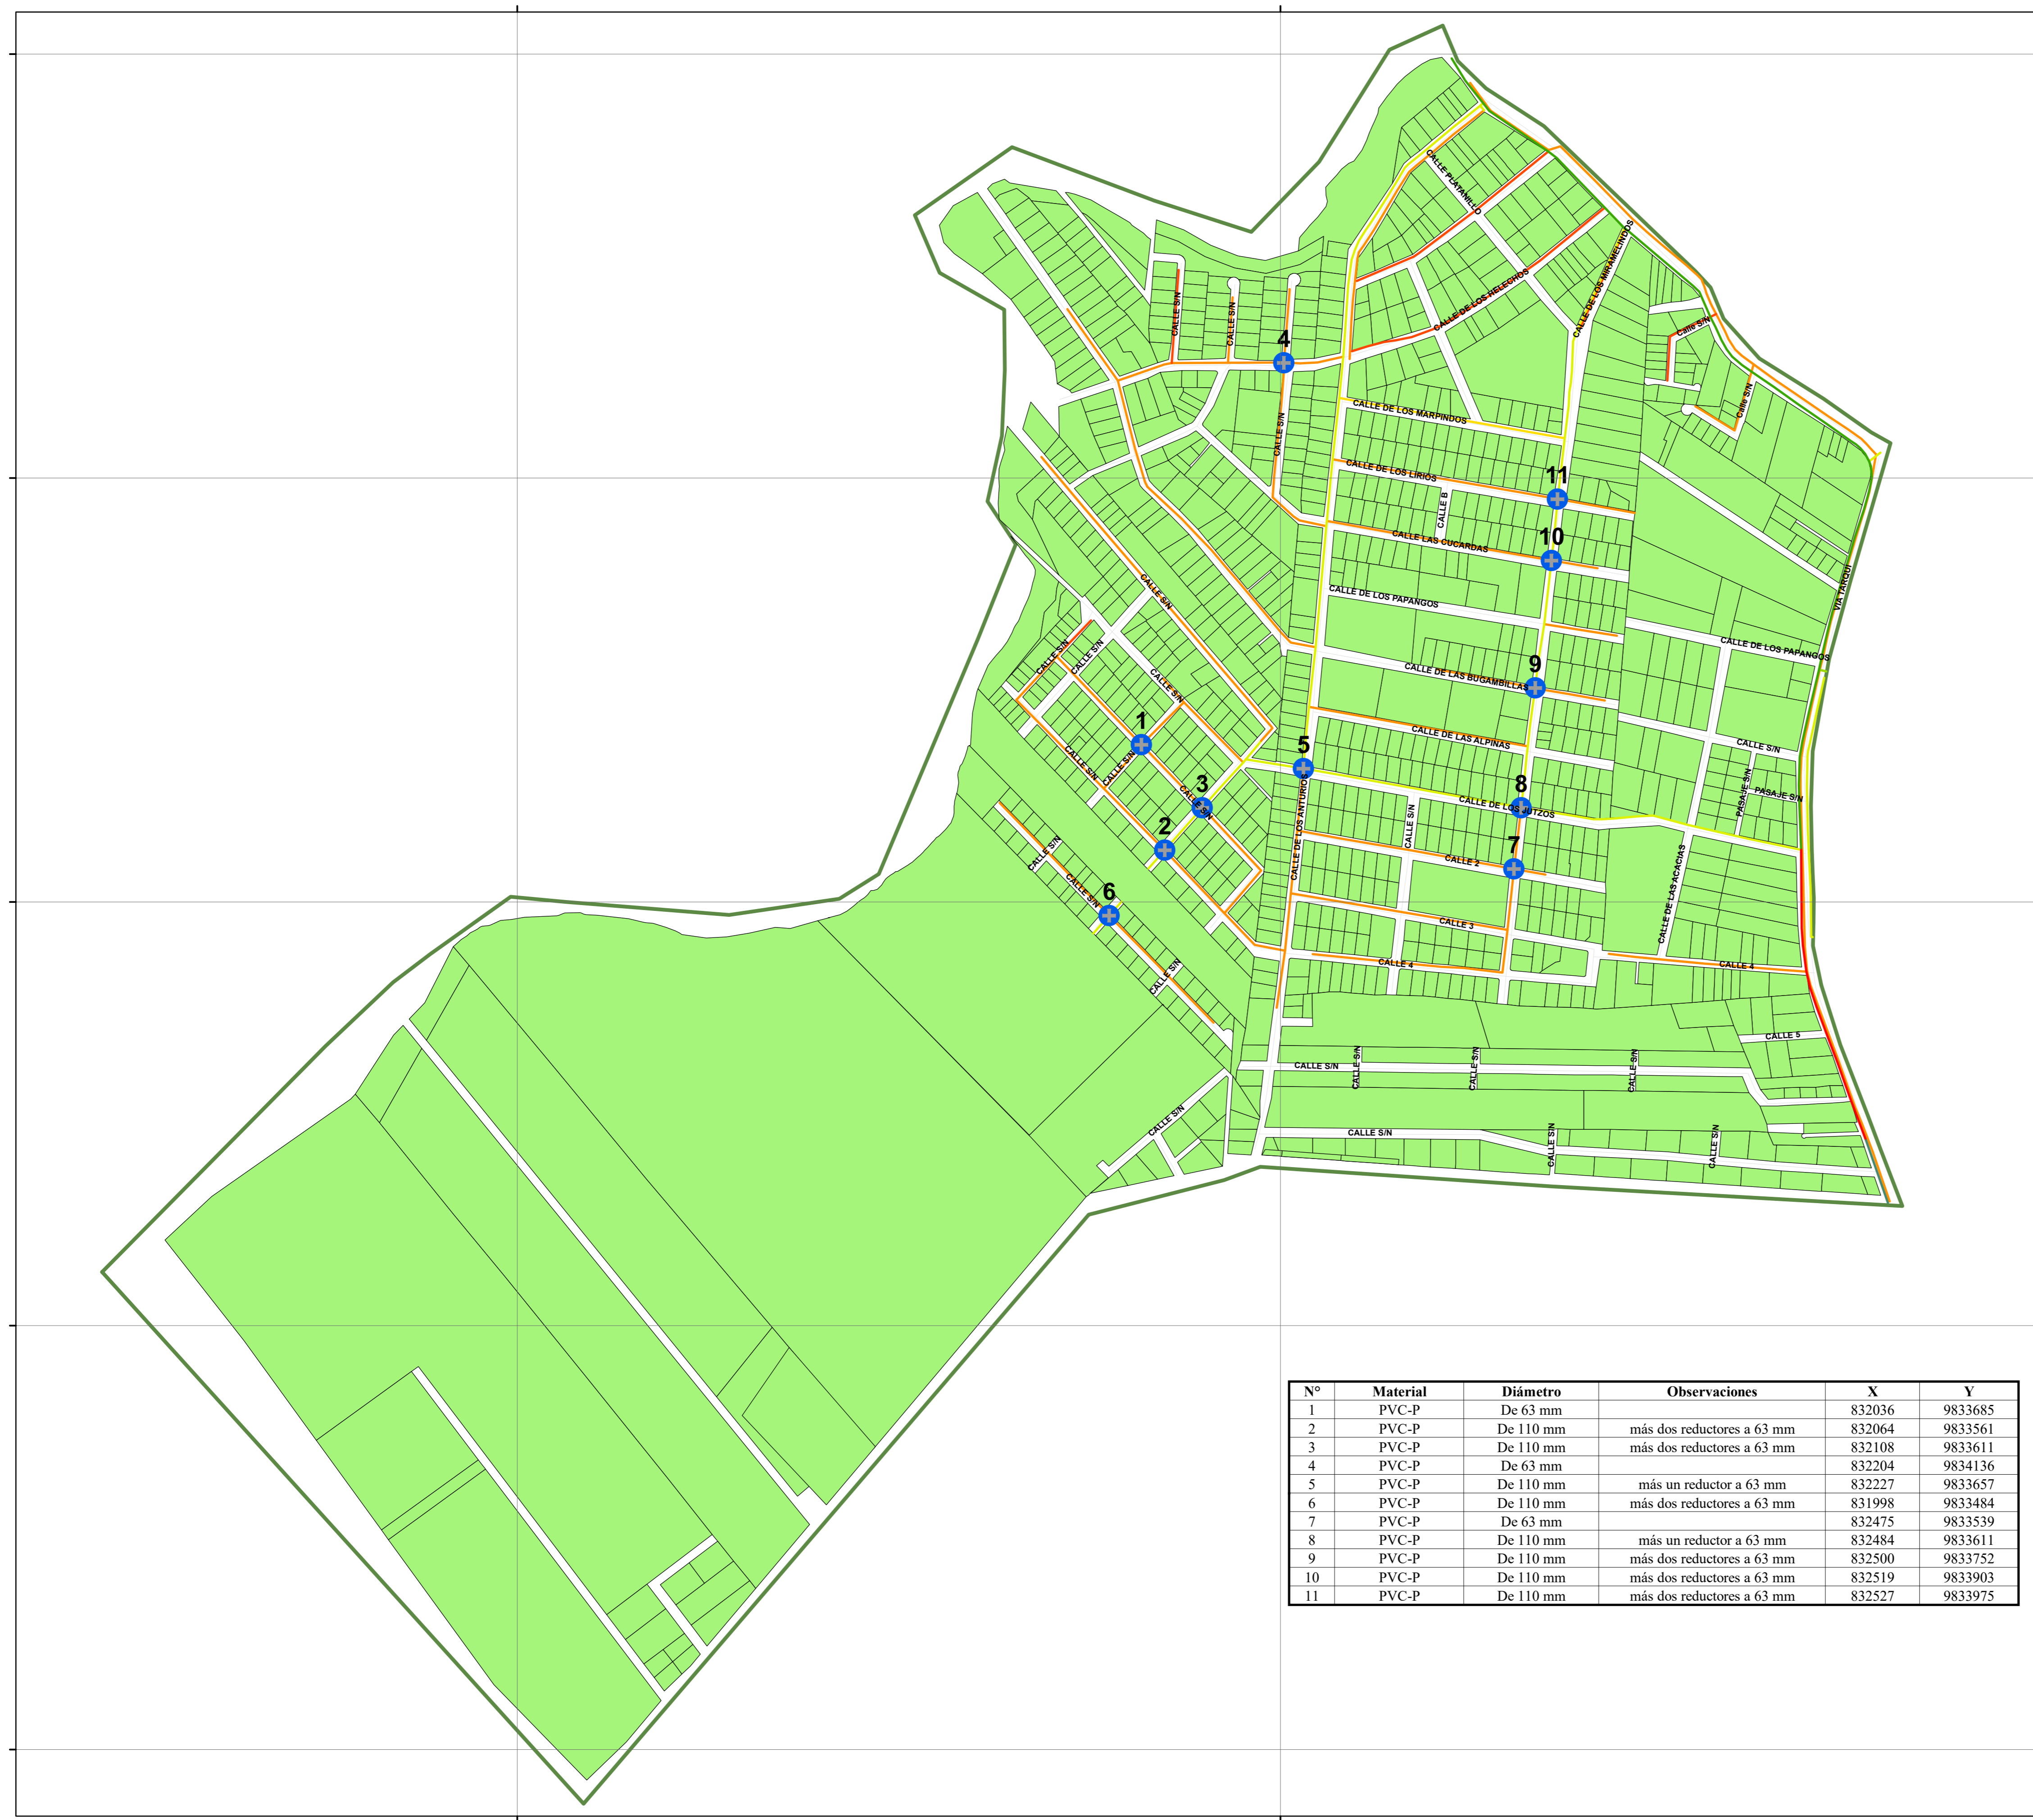 CALLE PLATANILLO
CALLE DE LOS MIRAMELINDOS
CALLE DE LOS HELECHOS
CALLE S/N
CALLE S/N
4
Calle S/N
Calle S/N
CALLE DE LOS MARPINDOS
CALLE S/N
CALLE DE LOS LIRIOS
11
CALLE B
CALLE LAS CUCARDAS
10
CALLE S/N
VIA TARQUI
CALLE DE LOS PAPANGOS
CALLE DE LOS PAPANGOS
CALLE S/N
CALLE S/N
CALLE S/N
CALLE DE LAS BUGAMBILLAS
9
1
CALLE DE LAS ALPINAS
CALLE S/N
CALLE S/N
CALLE S/N
5
PASAJE S/N
PASAJE S/N
3
CALLE S/N
8
CALLE DE LOS JUTZOS
CALLE DE LOS ANTURIOS
CALLE S/N
2
7
CALLE 2
CALLE S/N
CALLE S/N
6
CALLE DE LAS ACACIAS
CALLE 3
CALLE 4
CALLE 4
CALLE S/N
CALLE 5
CALLE S/N
CALLE S/N
CALLE S/N
CALLE S/N
CALLE S/N
CALLE S/N
CALLE S/N
CALLE S/N
N° Material Diámetro Observaciones X Y
1 PVC-P De 63 mm 832036 9833685
2 PVC-P De 110 mm más dos reductores a 63 mm 832064 9833561
3 PVC-P De 110 mm más dos reductores a 63 mm 832108 9833611
4 PVC-P De 63 mm 832204 9834136
5 PVC-P De 110 mm más un reductor a 63 mm 832227 9833657
6 PVC-P De 110 mm más dos reductores a 63 mm 831998 9833484
7 PVC-P De 63 mm 832475 9833539
8 PVC-P De 110 mm más un reductor a 63 mm 832484 9833611
9 PVC-P De 110 mm más dos reductores a 63 mm 832500 9833752
10 PVC-P De 110 mm más dos reductores a 63 mm 832519 9833903
11 PVC-P De 110 mm más dos reductores a 63 mm 832527 9833975